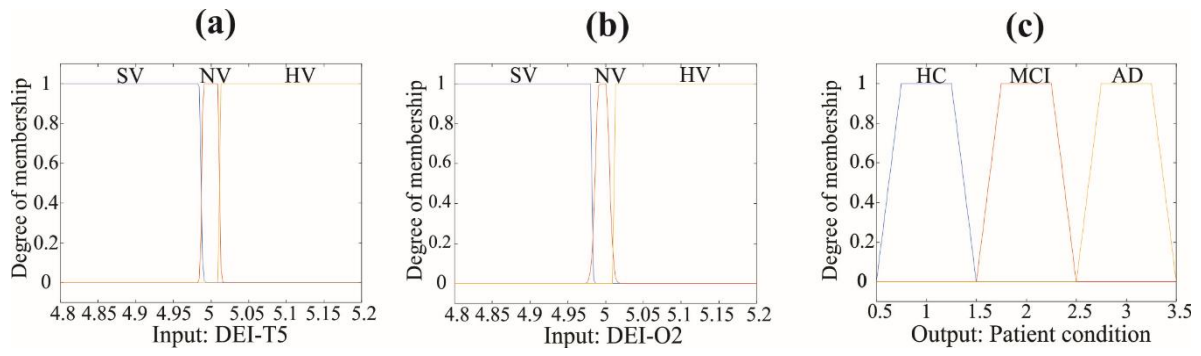 (a)
(b)
(c)
SV NV HV
Degree of membership
1
0.8
0.6
0.4
0.2
0
4.8 4.85 4.9 4.95 5 5.05 5.1 5.15 5.2
Input: DEI-T5
SV NV HV
Degree of membership
1
0.8
0.6
0.4
0.2
0
4.8 4.85 4.9 4.95 5 5.05 5.1 5.15 5.2
Input: DEI-O2
HC MCI AD
Degree of membership
1
0.8
0.6
0.4
0.2
0
0.5 1 1.5 2 2.5 3 3.5
Output: Patient condition